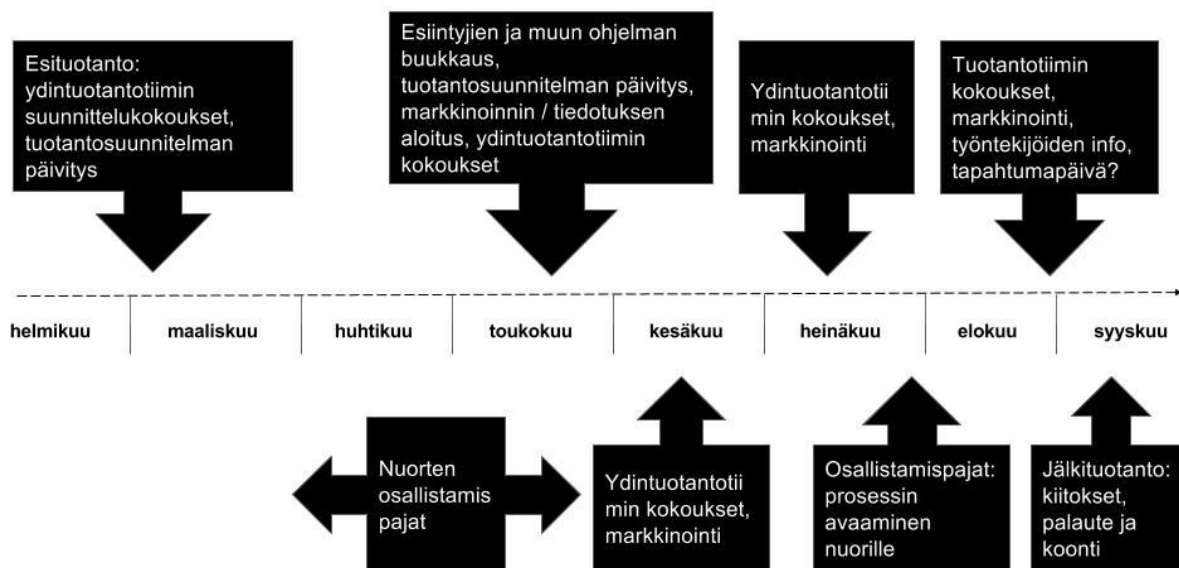 Esituotanto:
ydintuotantotiimin
suunnittelukokoukset,
tuotantosuunnitelman
päivitys
Esiintyjien ja muun ohjelman
buukkaus,
tuotantosuunnitelman päivitys,
markkinoinnin / tiedotuksen
aloitus, ydintuotantotiimin
kokoukset
Ydintuotantotii
min kokoukset,
markkinointi
Tuotantotiimin
kokoukset,
markkinointi,
työntekijöiden info,
tapahtumapäivä?
helmikuu maaliskuu huhtikuu toukokuu kesäkuu heinäkuu elokuu syyskuu
Nuorten
osallistamis
pajat
Ydintuotantotii
min kokoukset,
markkinointi
Osallistamispajat:
prosessin
avaaminen
nuorille
Jälkituotanto:
kiitokset,
palaute ja
koonti